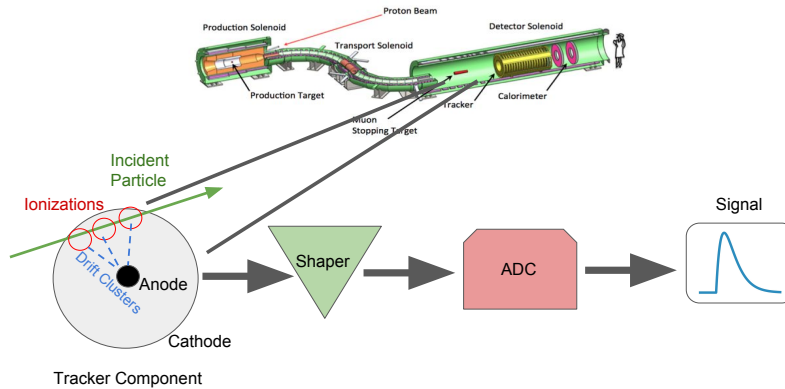 Proton Beam
Production Solenoid
Detector Solenoid
Transport Solenoid
Production Target
Muon
Stopping Target
Tracker
Calorimeter
Incident
Particle
Ionizations
Drift Clusters
Anode
Cathode
Tracker Component
Shaper
ADC
Signal